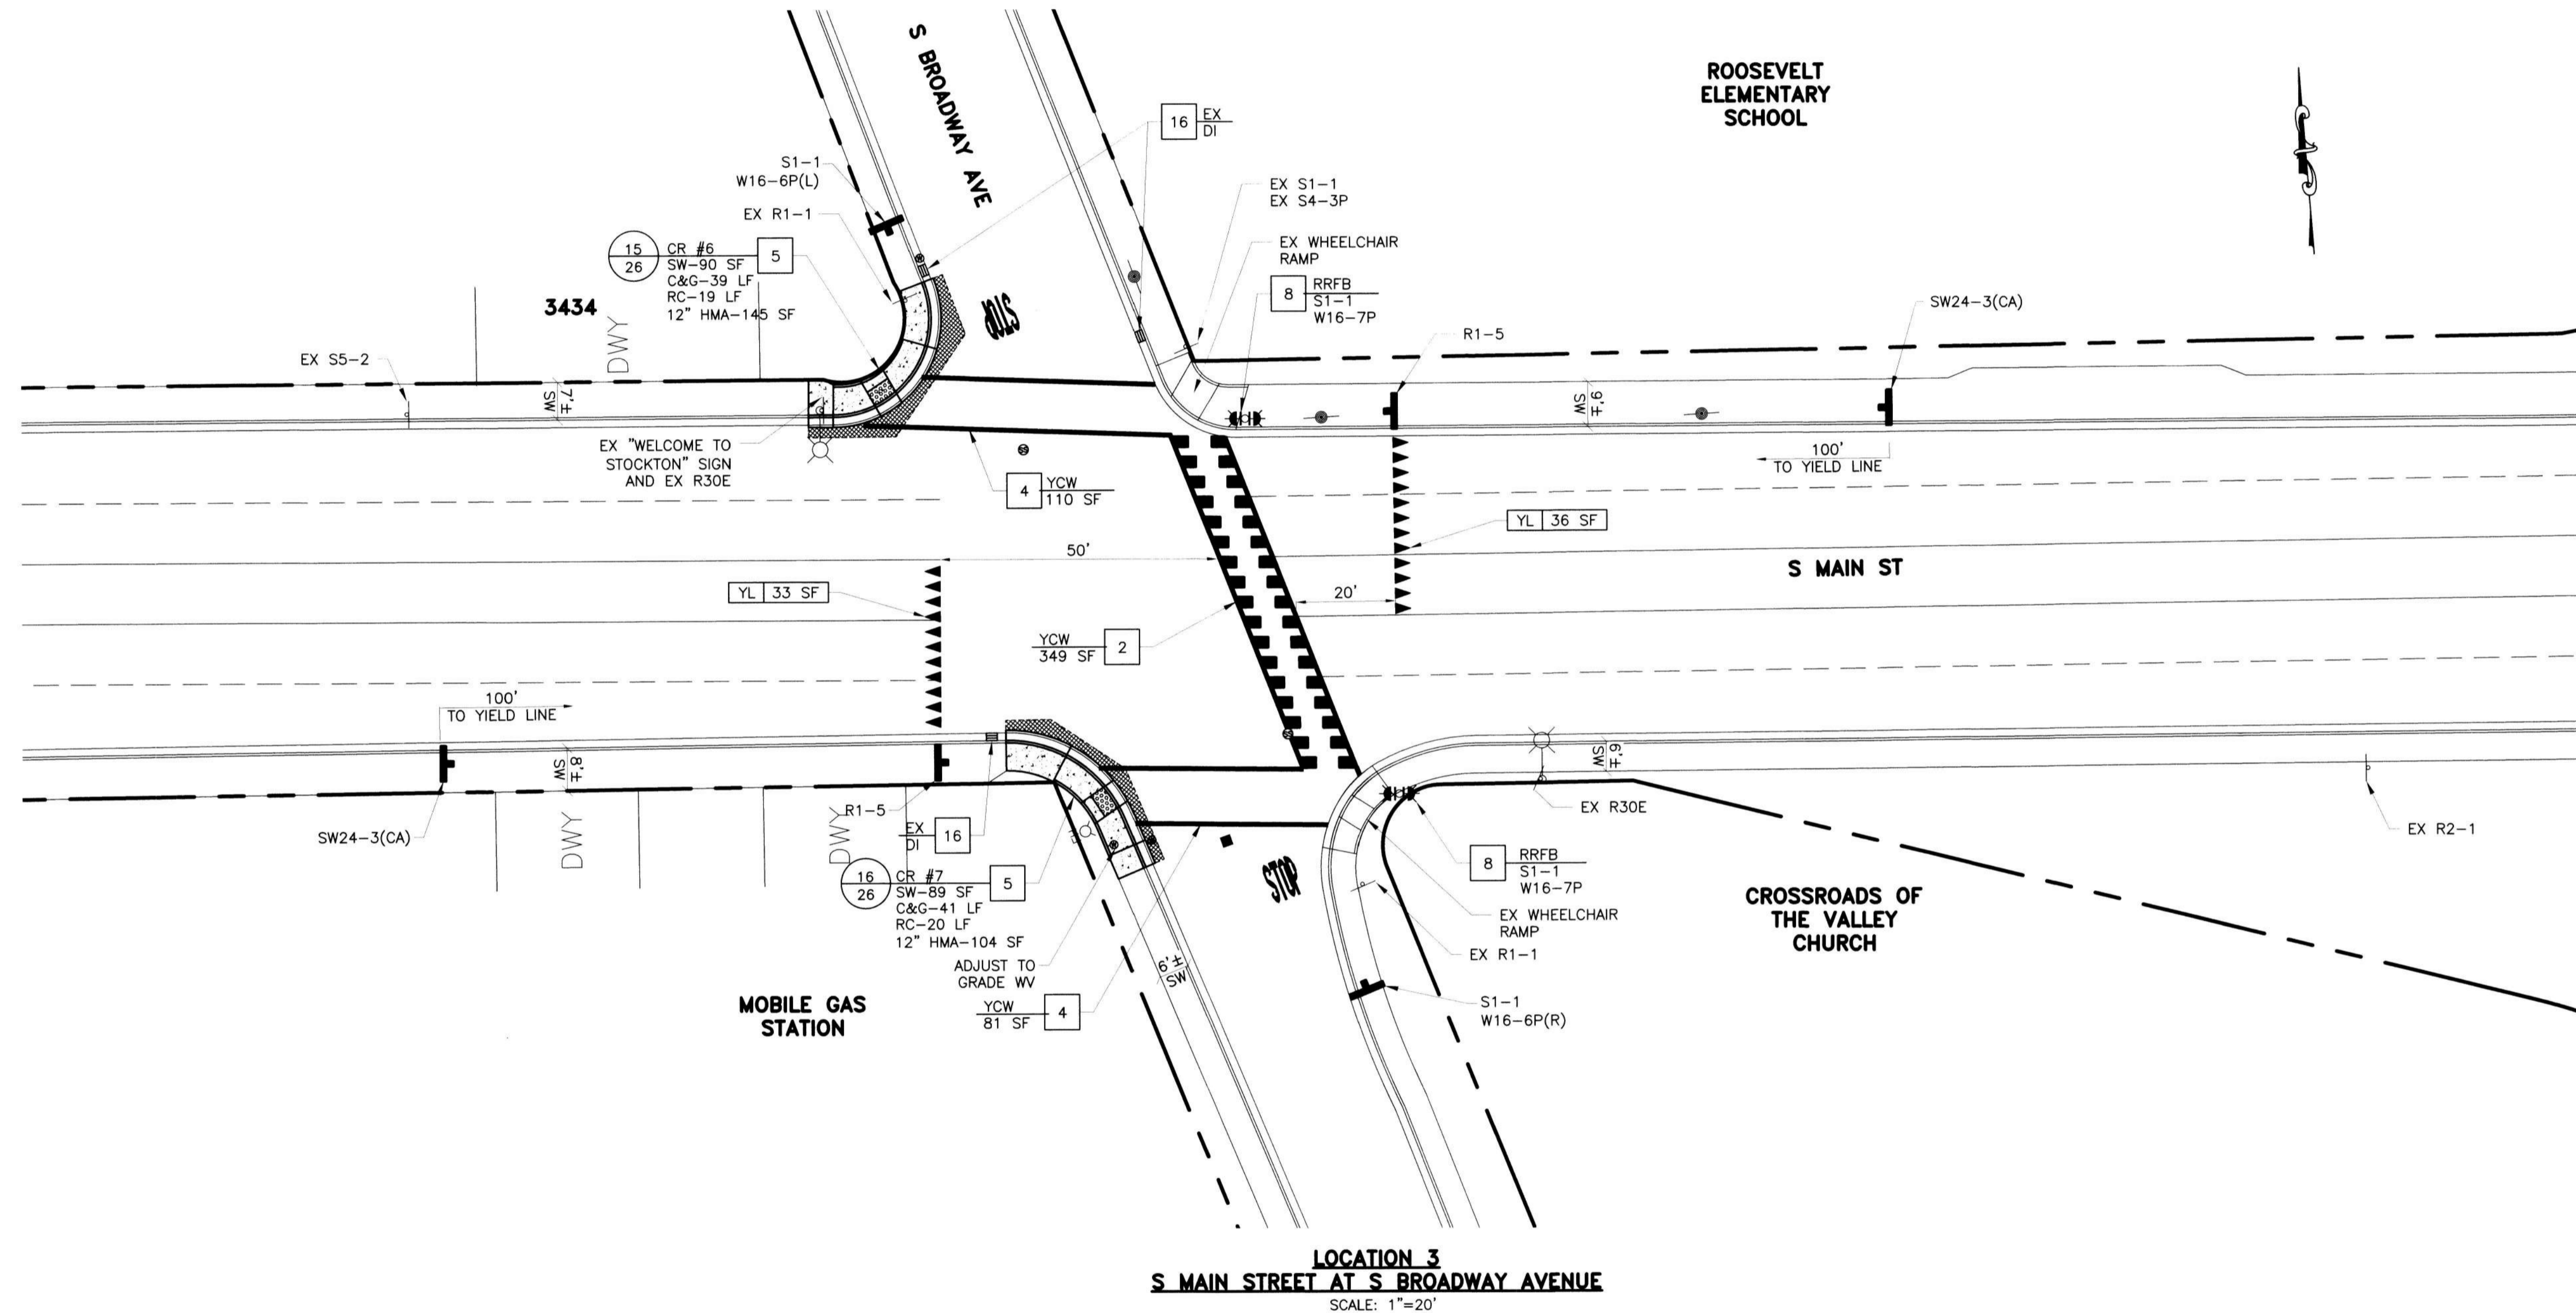 S BROADWAY AVE
ROOSEVELT
ELEMENTARY
SCHOOL
16 EX
DI
S1-1
W16-6P(L)
EX R1-1
EX S1-1
EX S4-3P
EX WHEELCHAIR
RAMP
15
26
CR #6
SW-90 SF
C&G-39 LF
RC-19 LF
12" HMA-145 SF
5
8 RRFB
S1-1
W16-7P
3434
DWY
STOP
SW24-3(CA)
R1-5
EX S5-2
7'±
SW
9'±
SW
EX "WELCOME TO
STOCKTON" SIGN
AND EX R30E
100'
TO YIELD LINE
4 YCW
110 SF
YL 36 SF
50'
S MAIN ST
YL 33 SF
20'
YCW
349 SF
2
100'
TO YIELD LINE
8'±
SW
6'±
SW
SW24-3(CA)
DWY
DWY
R1-5
EX
DI
16
EX R30E
EX R2-1
16
26
CR #7
SW-89 SF
C&G-41 LF
RC-20 LF
12" HMA-104 SF
5
STOP
8 RRFB
S1-1
W16-7P
EX WHEELCHAIR
RAMP
EX R1-1
CROSSROADS OF
THE VALLEY
CHURCH
ADJUST TO
GRADE WV
6'±
SW
MOBILE GAS
STATION
YCW
81 SF
4
S1-1
W16-6P(R)
LOCATION 3
S MAIN STREET AT S BROADWAY AVENUE
SCALE: 1"=20'